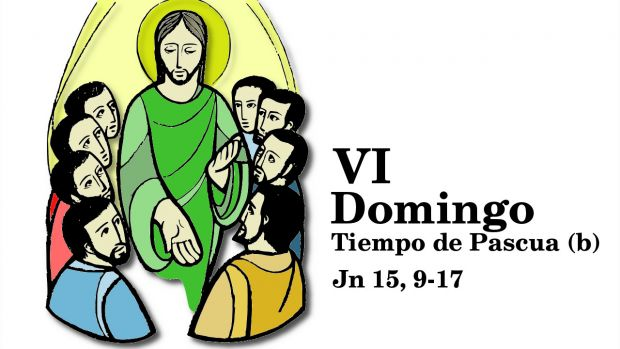 VI
Domingo
Tiempo de Pascua (b)
Jn 15, 9-17